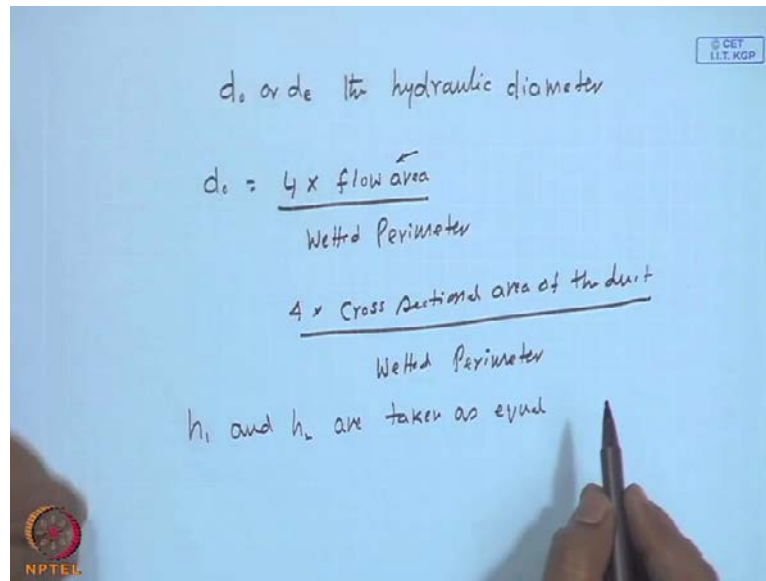 © CET
I.I.T. KGP
d₀ or dₑ the hydraulic diameter
dₑ = 4 x flow area
Wetted Perimeter
4 x Cross Sectional area of the duct
Wetted Perimeter
h₁ and h₂ are taken as equal
NPTEL